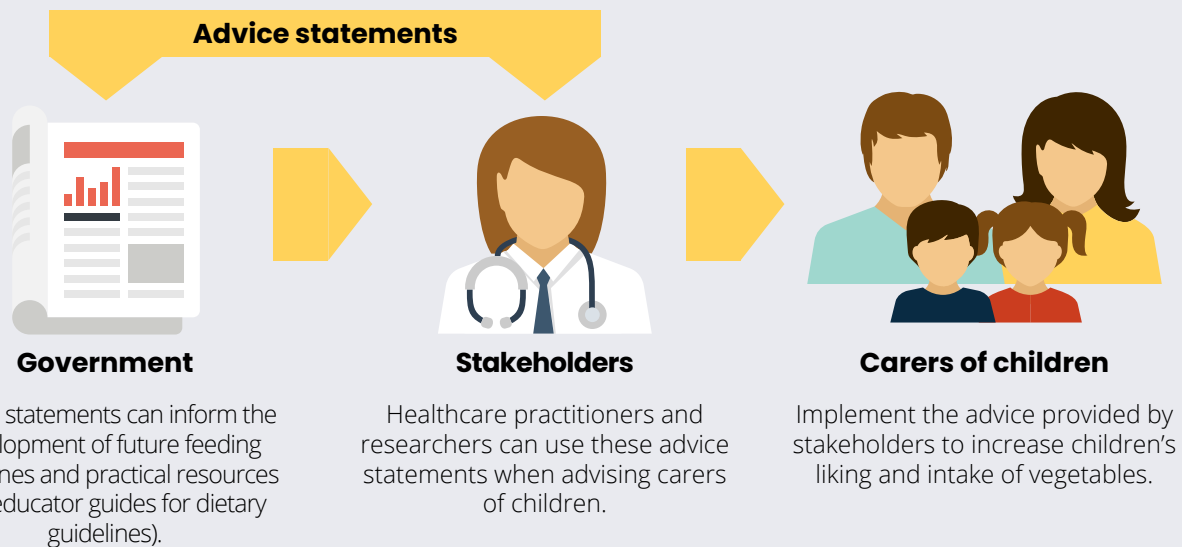 Advice statements
Government
statements can inform the
lopment of future feeding
nes and practical resources
educator guides for dietary
guidelines).
Stakeholders
Healthcare practitioners and
researchers can use these advice
statements when advising carers
of children.
Carers of children
Implement the advice provided by
stakeholders to increase children’s
liking and intake of vegetables.